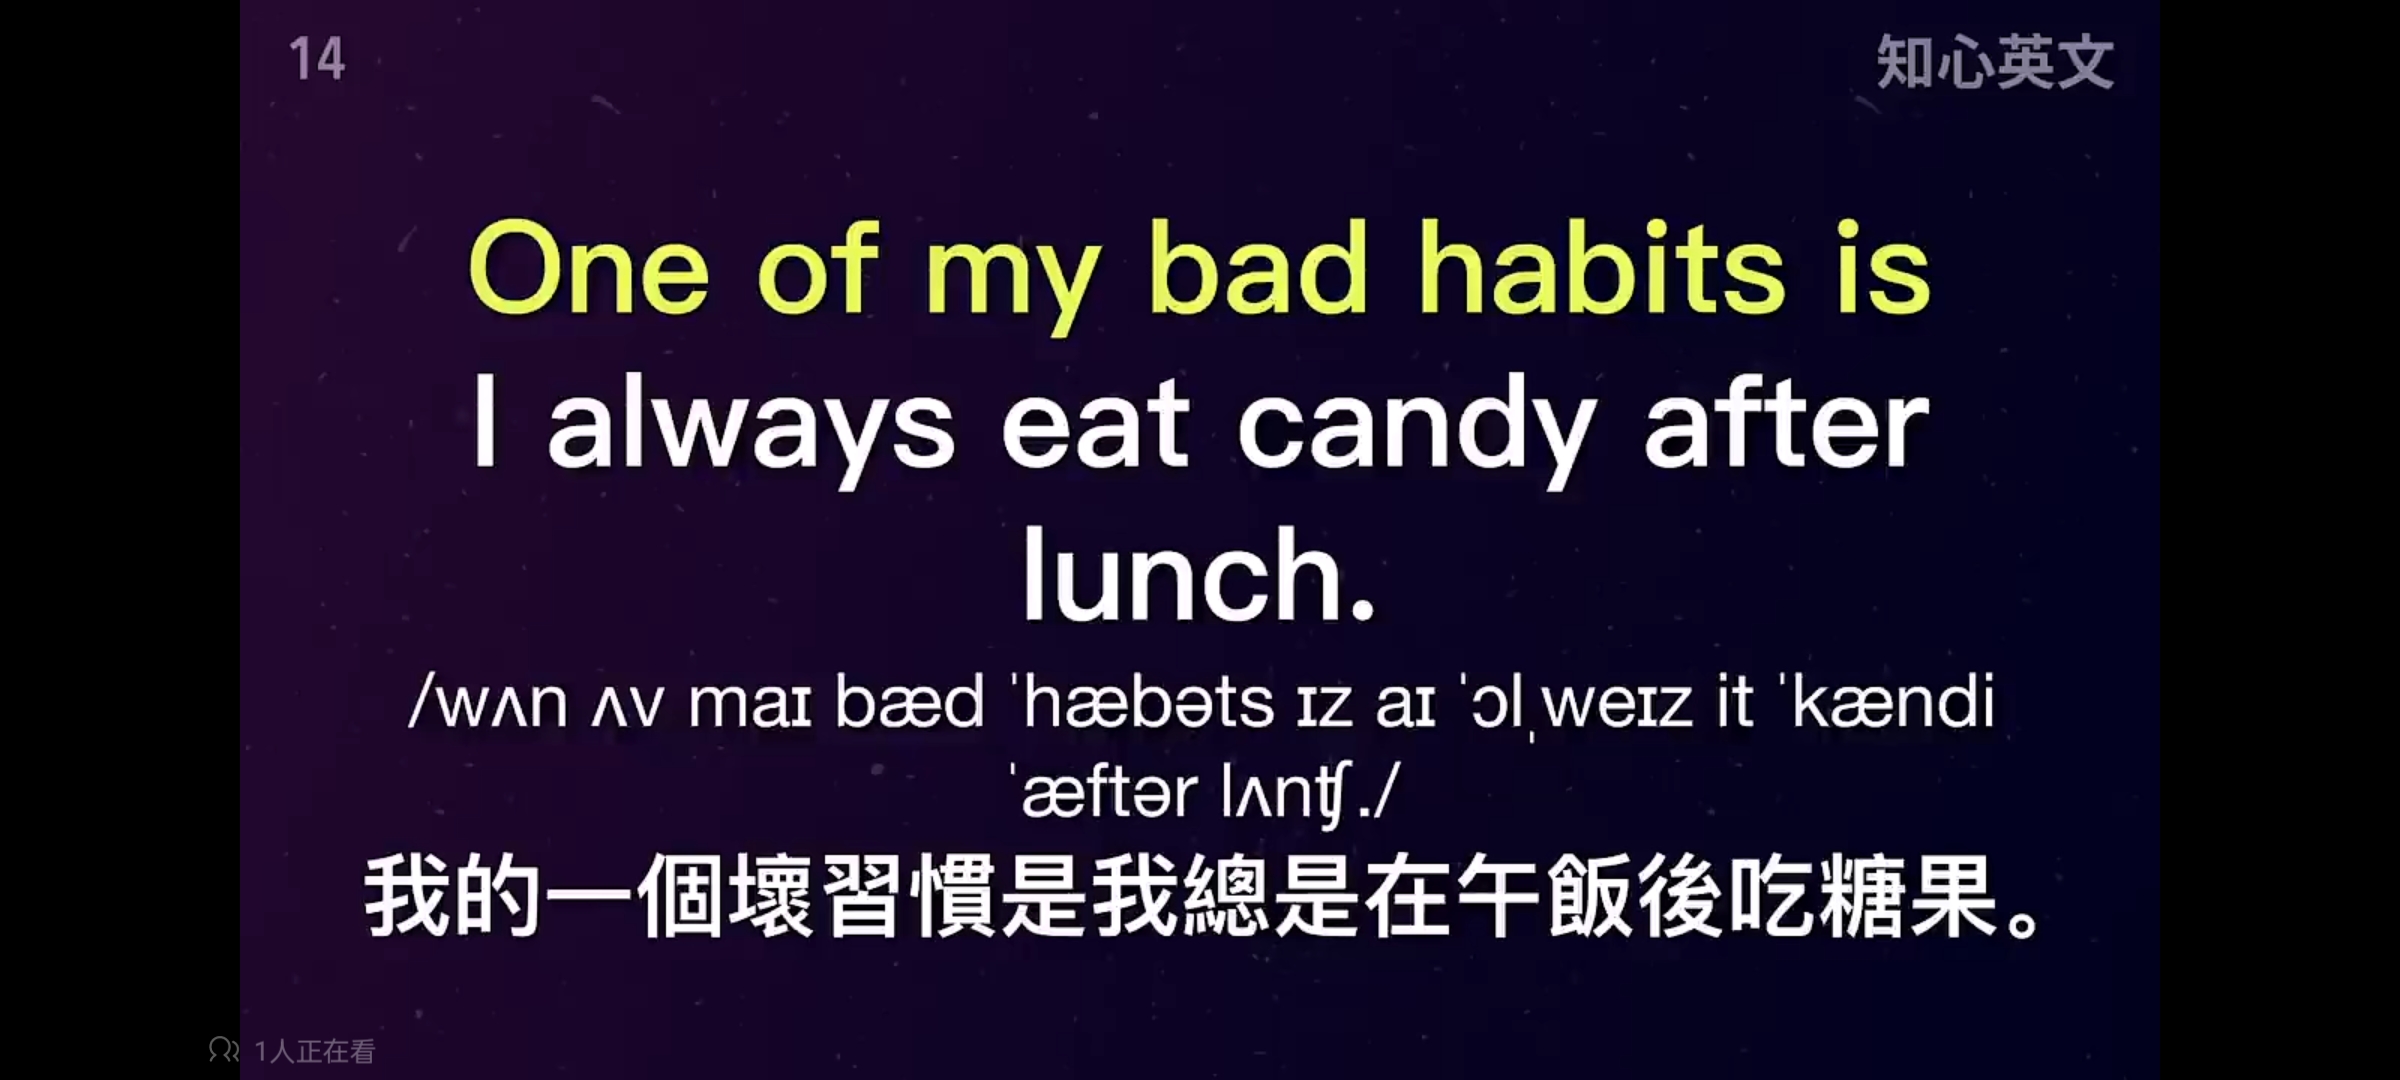 14
知心英文
One of my bad habits is
I always eat candy after
lunch.
/wʌn ʌv maɪ bæd ˈhæbəts ɪz aɪ ˈɔlˌweɪz it ˈkændi
ˈæftər lʌnʧ./
我的一個壞習慣是我總是在午飯後吃糖果。
1人正在看